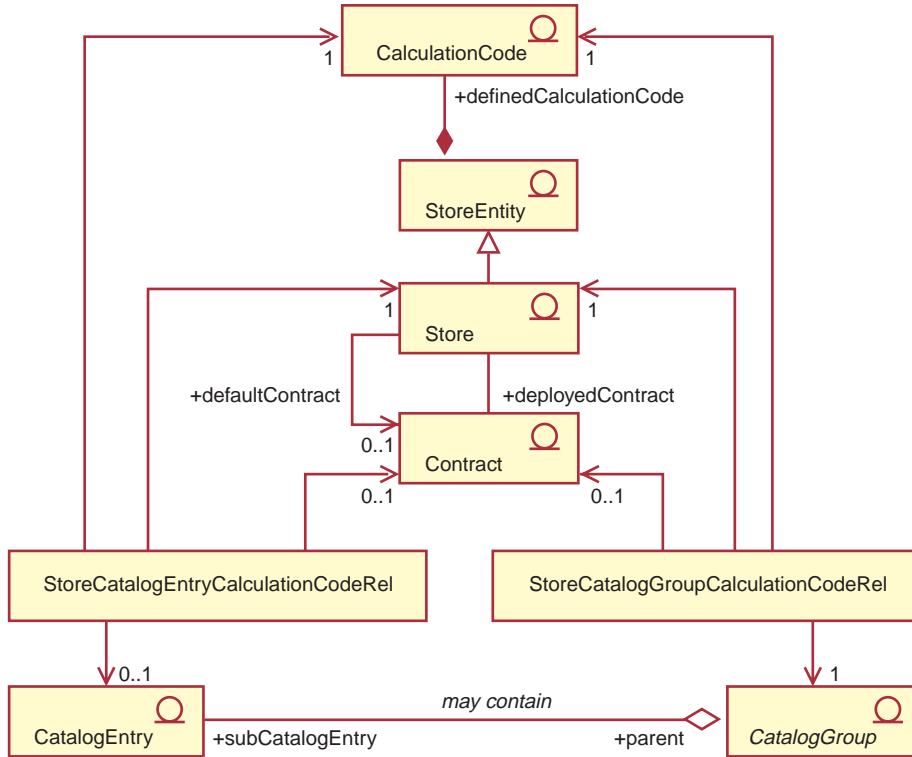 CalculationCode
1
1
+definedCalculationCode
StoreEntity
1
1
Store
+defaultContract
+deployedContract
0..1
Contract
0..1
0..1
StoreCatalogEntryCalculationCodeRel
StoreCatalogGroupCalculationCodeRel
0..1
1
may contain
CatalogEntry
+subCatalogEntry
+parent
CatalogGroup